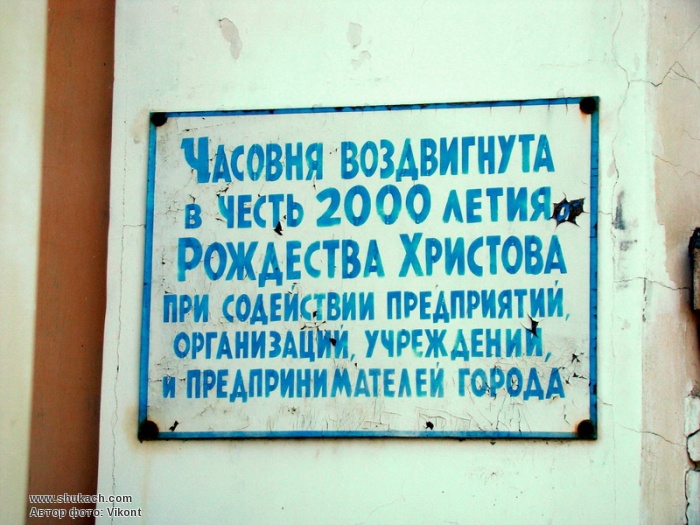 Часовня воздвигнута
в честь 2000 летия
Рождества Христова
при содействии предприятий,
организаций, учреждений,
и предпринимателей города
www.shukach.com
Автор фото: Vikont